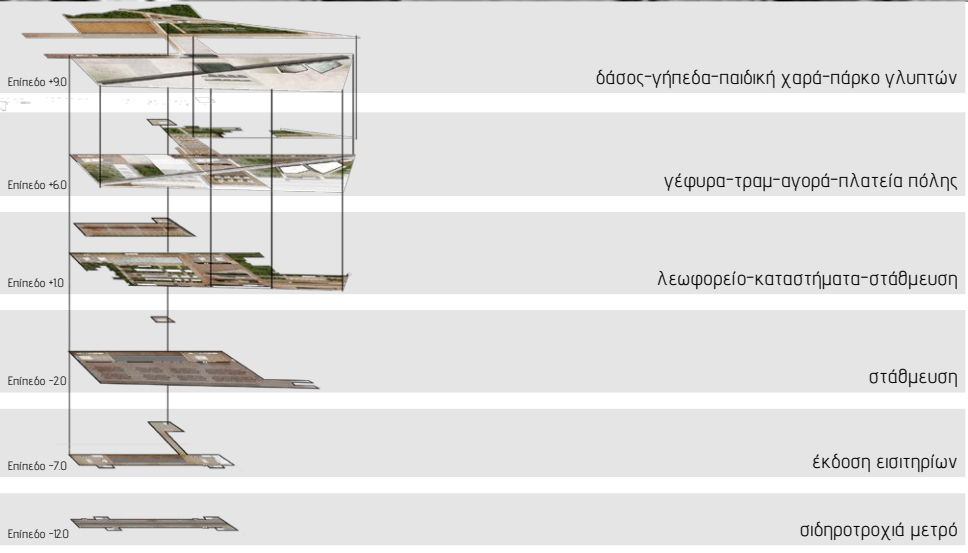 δάσος-γήπεδα-παιδική χαρά-πάρκο γλυπτών
Επίπεδο +9.0
γέφυρα-τραμ-αγορά-πλατεία πόλης
Επίπεδο +6.0
λεωφορείο-καταστήματα-στάθμευση
Επίπεδο +1.0
στάθμευση
Επίπεδο -2.0
έκδοση εισιτηρίων
Επίπεδο -7.0
σιδηροτροχιά μετρό
Επίπεδο -12.0